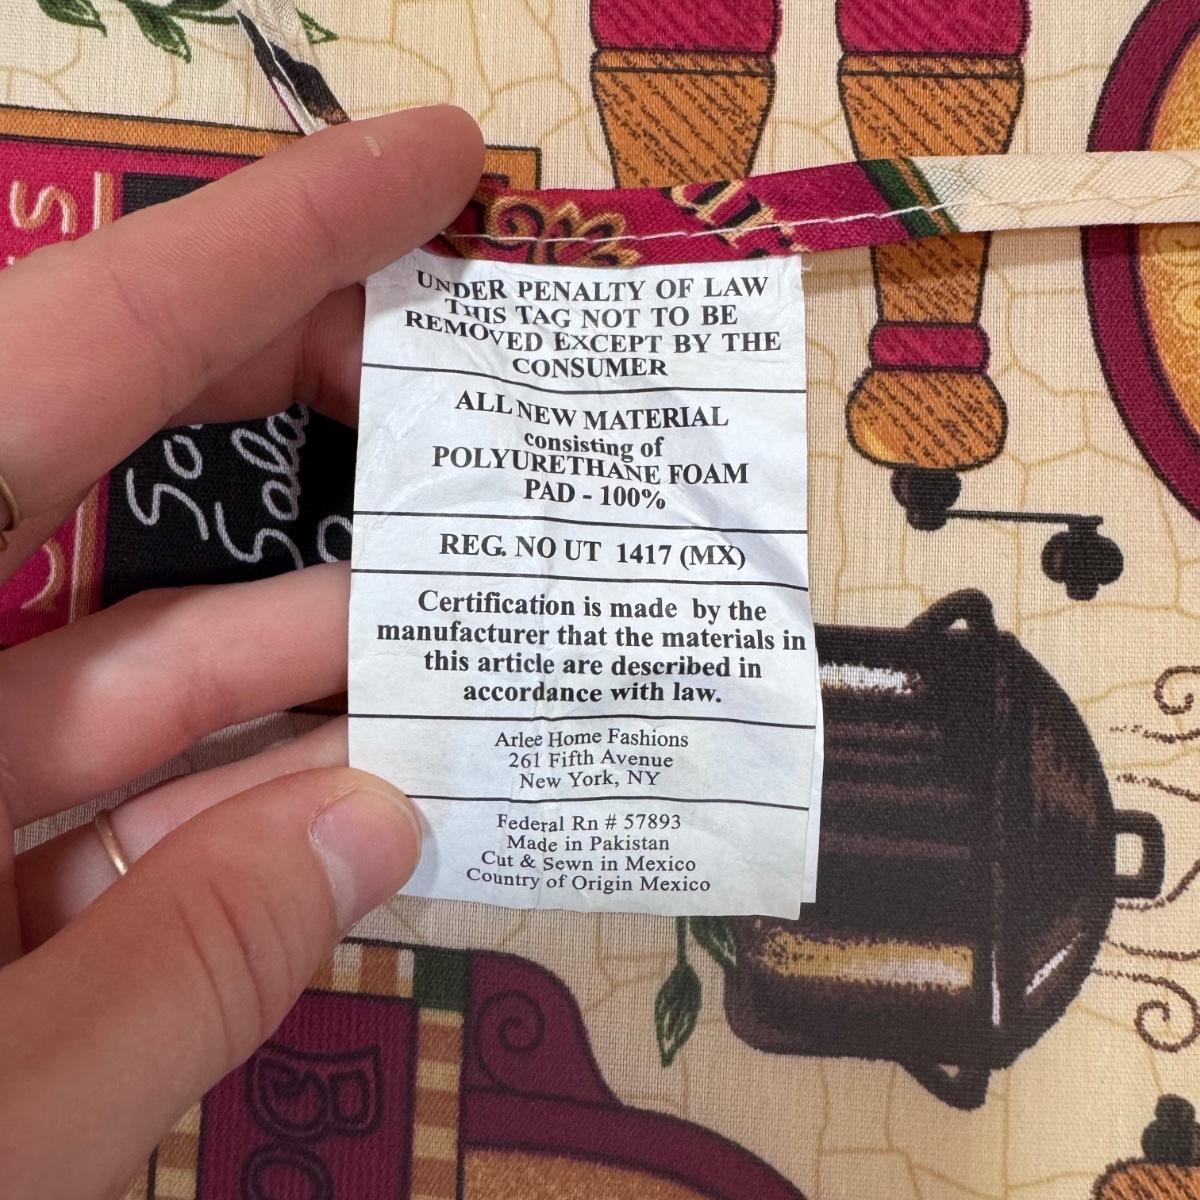 UNDER PENALTY OF LAW
THIS TAG NOT TO BE
REMOVED EXCEPT BY THE
CONSUMER
ALL NEW MATERIAL
consisting of
POLYURETHANE FOAM
PAD - 100%
REG. NO UT 1417 (MX)
Certification is made by the
manufacturer that the materials in
this article are described in
accordance with law.
Arlee Home Fashions
261 Fifth Avenue
New York, NY
Federal Rn # 57893
Made in Pakistan
Cut & Sewn in Mexico
Country of Origin Mexico